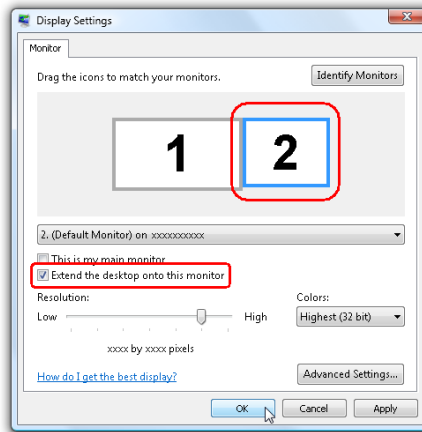 Display Settings
Monitor
Drag the icons to match your monitors.
Identify Monitors
1
2
2. (Default Monitor) on xxxxxxxxxx
This is my main monitor
Extend the desktop onto this monitor
Resolution:
Colors:
Low
High
Highest (32 bit)
xxxx by xxxx pixels
How do I get the best display?
Advanced Settings...
OK
Cancel
Apply